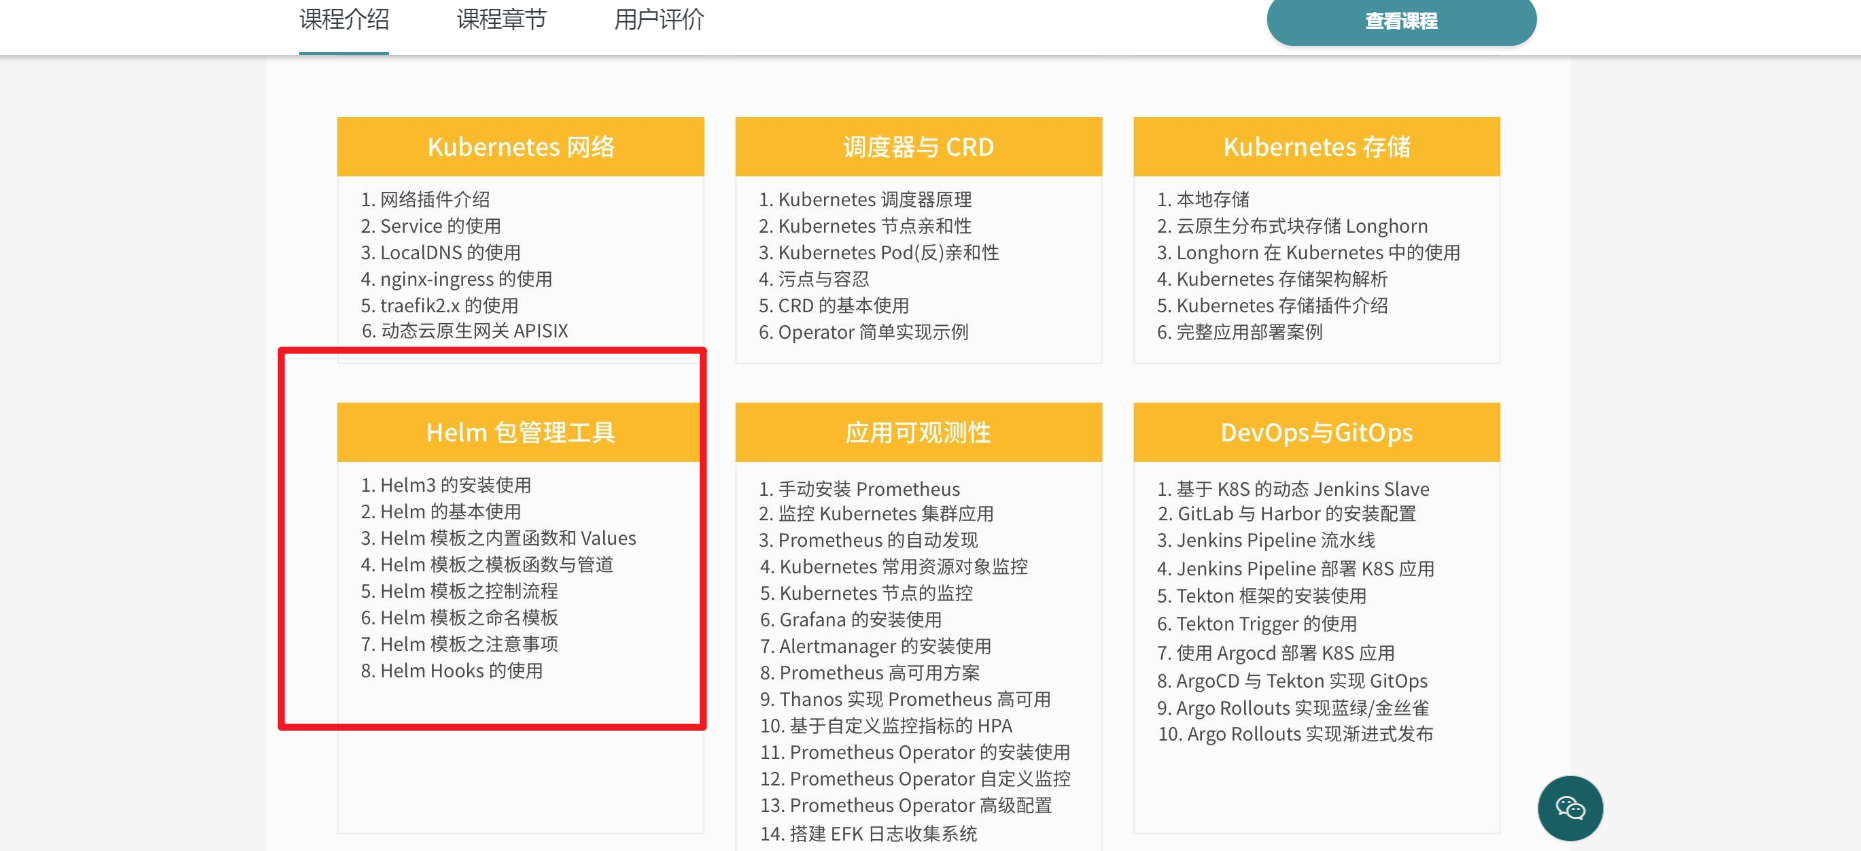 课程介绍
课程章节
用户评价
查看课程
Kubernetes 网络
1. 网络插件介绍
2. Service 的使用
3. LocalDNS 的使用
4. nginx-ingress 的使用
5. traefik2.x 的使用
6. 动态云原生网关 APISIX
调度器与 CRD
1. Kubernetes 调度器原理
2. Kubernetes 节点亲和性
3. Kubernetes Pod(反)亲和性
4. 污点与容忍
5. CRD 的基本使用
6. Operator 简单实现示例
Kubernetes 存储
1. 本地存储
2. 云原生分布式块存储 Longhorn
3. Longhorn 在 Kubernetes 中的使用
4. Kubernetes 存储架构解析
5. Kubernetes 存储插件介绍
6. 完整应用部署案例
Helm 包管理工具
1. Helm3 的安装使用
2. Helm 的基本使用
3. Helm 模板之内置函数和 Values
4. Helm 模板之模板函数与管道
5. Helm 模板之控制流程
6. Helm 模板之命名模板
7. Helm 模板之注意事项
8. Helm Hooks 的使用
应用可观测性
1. 手动安装 Prometheus
2. 监控 Kubernetes 集群应用
3. Prometheus 的自动发现
4. Kubernetes 常用资源对象监控
5. Kubernetes 节点的监控
6. Grafana 的安装使用
7. Alertmanager 的安装使用
8. Prometheus 高可用方案
9. Thanos 实现 Prometheus 高可用
10. 基于自定义监控指标的 HPA
11. Prometheus Operator 的安装使用
12. Prometheus Operator 自定义监控
13. Prometheus Operator 高级配置
14. 搭建 EFK 日志收集系统
DevOps与GitOps
1. 基于 K8S 的动态 Jenkins Slave
2. GitLab 与 Harbor 的安装配置
3. Jenkins Pipeline 流水线
4. Jenkins Pipeline 部署 K8S 应用
5. Tekton 框架的安装使用
6. Tekton Trigger 的使用
7. 使用 Argocd 部署 K8S 应用
8. ArgoCD 与 Tekton 实现 GitOps
9. Argo Rollouts 实现蓝绿/金丝雀
10. Argo Rollouts 实现渐进式发布